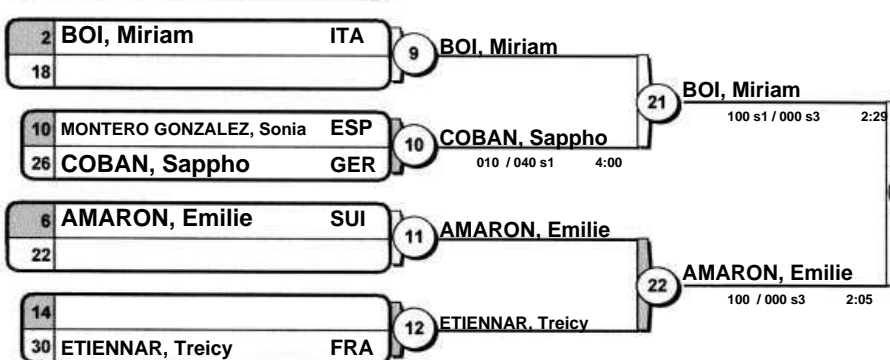 2 BOI, Miriam ITA
18
9 BOI, Miriam
10 MONTERO GONZALEZ, Sonia ESP
26 COBAN, Sappho GER
10 COBAN, Sappho
010 / 040 s1 4:00
21 BOI, Miriam
100 s1 / 000 s3 2:29
6 AMARON, Emilie SUI
22
11 AMARON, Emilie
14
30 ETIENNAR, Treicy FRA
12 ETIENNAR, Treicy
22 AMARON, Emilie
100 / 000 s3 2:05